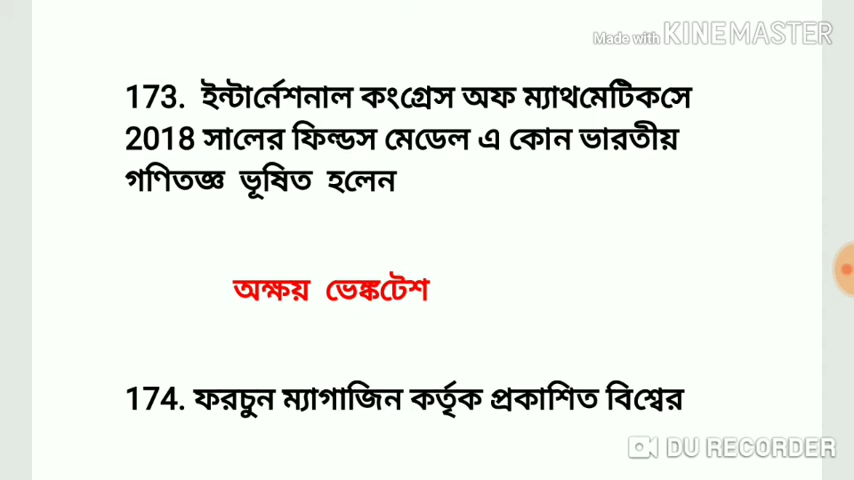 Made with KINEMASTER
173. ইন্টার্নেশনাল কংগ্রেস অফ ম্যাথমেটিকসে
2018 সালের ফিল্ডস মেডেল এ কোন ভারতীয়
গণিতজ্ঞ ভূষিত হলেন
অক্ষয় ভেঙ্কটেশ
174. ফরচুন ম্যাগাজিন কর্তৃক প্রকাশিত বিশ্বের
DU RECORDER